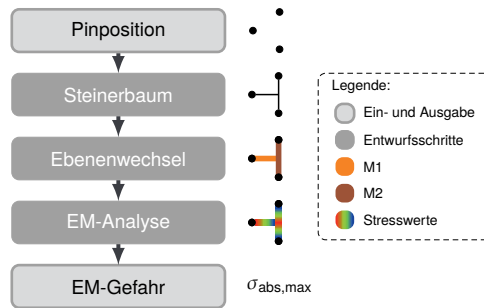 Pinposition
Steinerbaum
Ebenenwechsel
EM-Analyse
EM-Gefahr
σabs,max
Legende:
Ein- und Ausgabe
Entwurfsschritte
M1
M2
Stresswerte